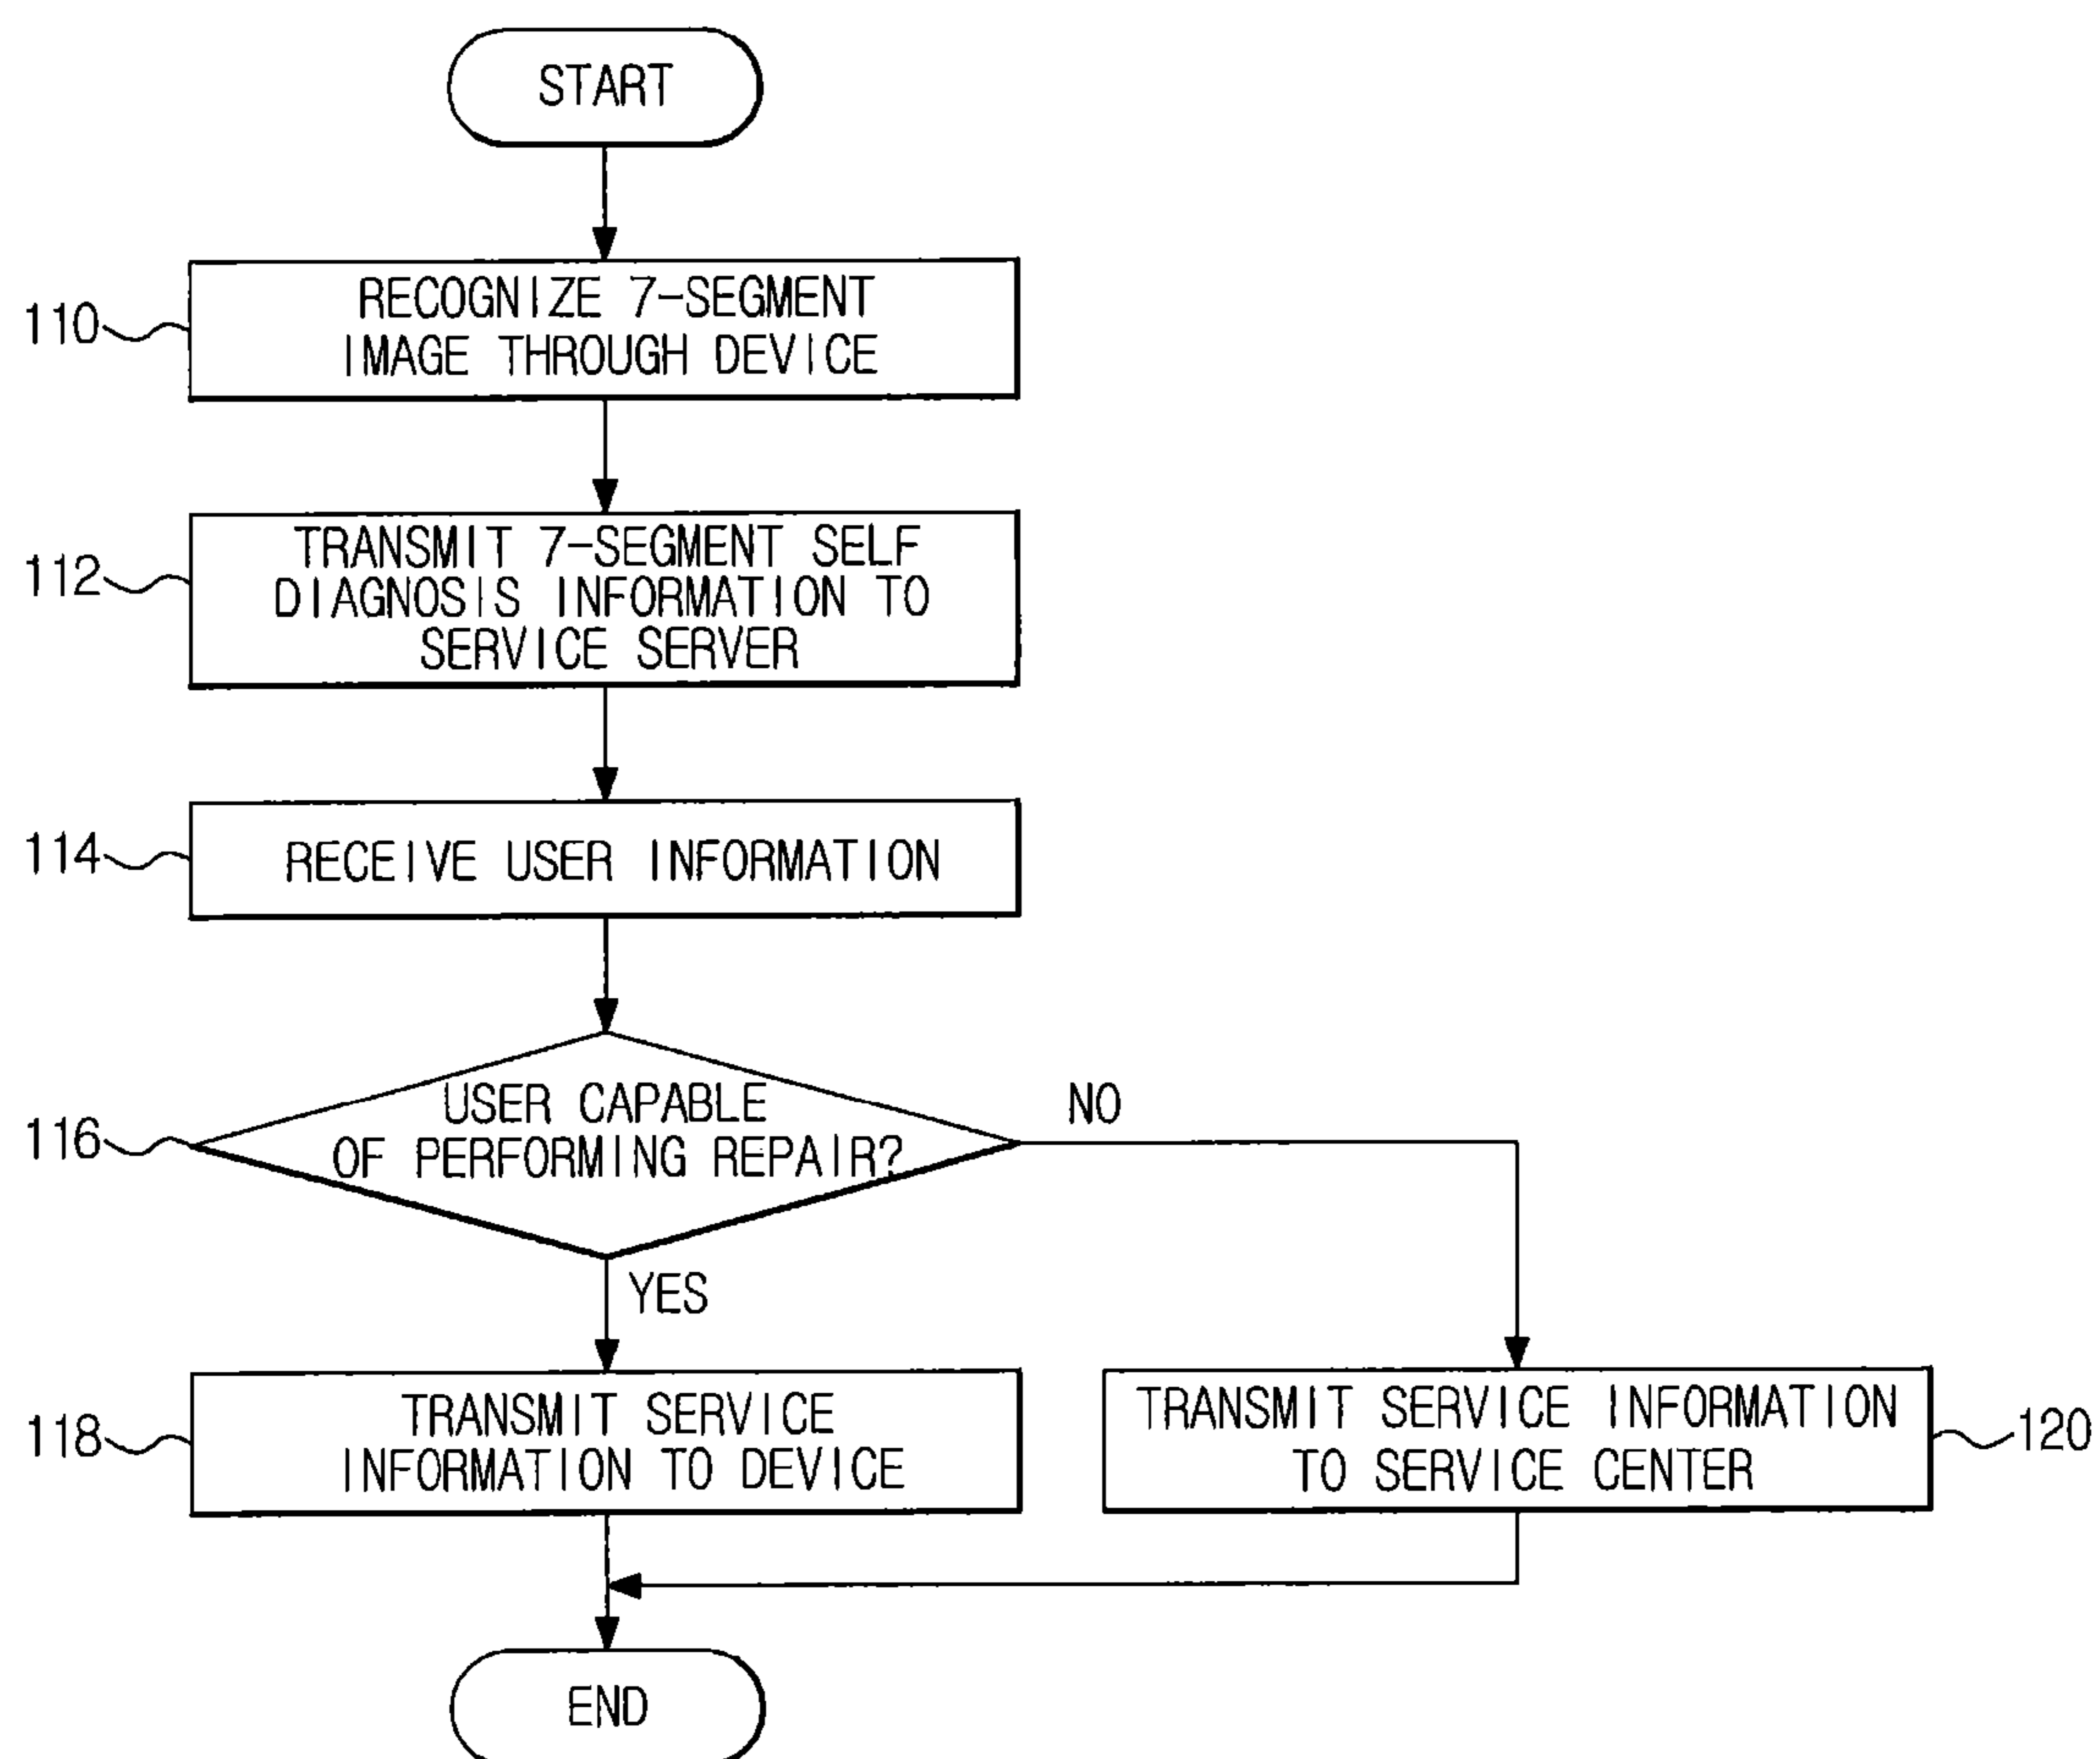 START
110
RECOGNIZE 7-SEGMENT
IMAGE THROUGH DEVICE
112
TRANSMIT 7-SEGMENT SELF
DIAGNOSIS INFORMATION TO
SERVICE SERVER
114
RECEIVE USER INFORMATION
116
USER CAPABLE
OF PERFORMING REPAIR?
NO
YES
118
TRANSMIT SERVICE
INFORMATION TO DEVICE
TRANSMIT SERVICE INFORMATION
TO SERVICE CENTER
120
END